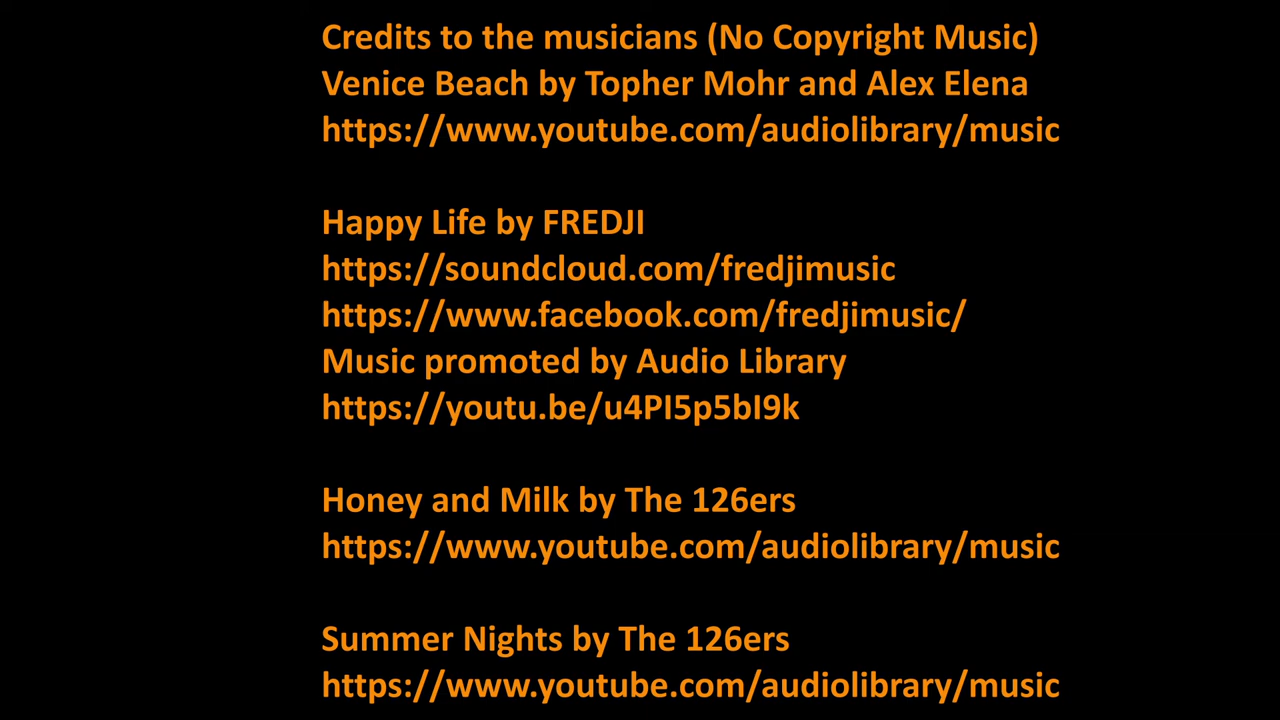 Credits to the musicians (No Copyright Music)
Venice Beach by Topher Mohr and Alex Elena
https://www.youtube.com/audiolibrary/music
Happy Life by FREDJI
https://soundcloud.com/fredjimusic
https://www.facebook.com/fredjimusic/
Music promoted by Audio Library
https://youtu.be/u4PI5p5bI9k
Honey and Milk by The 126ers
https://www.youtube.com/audiolibrary/music
Summer Nights by The 126ers
https://www.youtube.com/audiolibrary/music